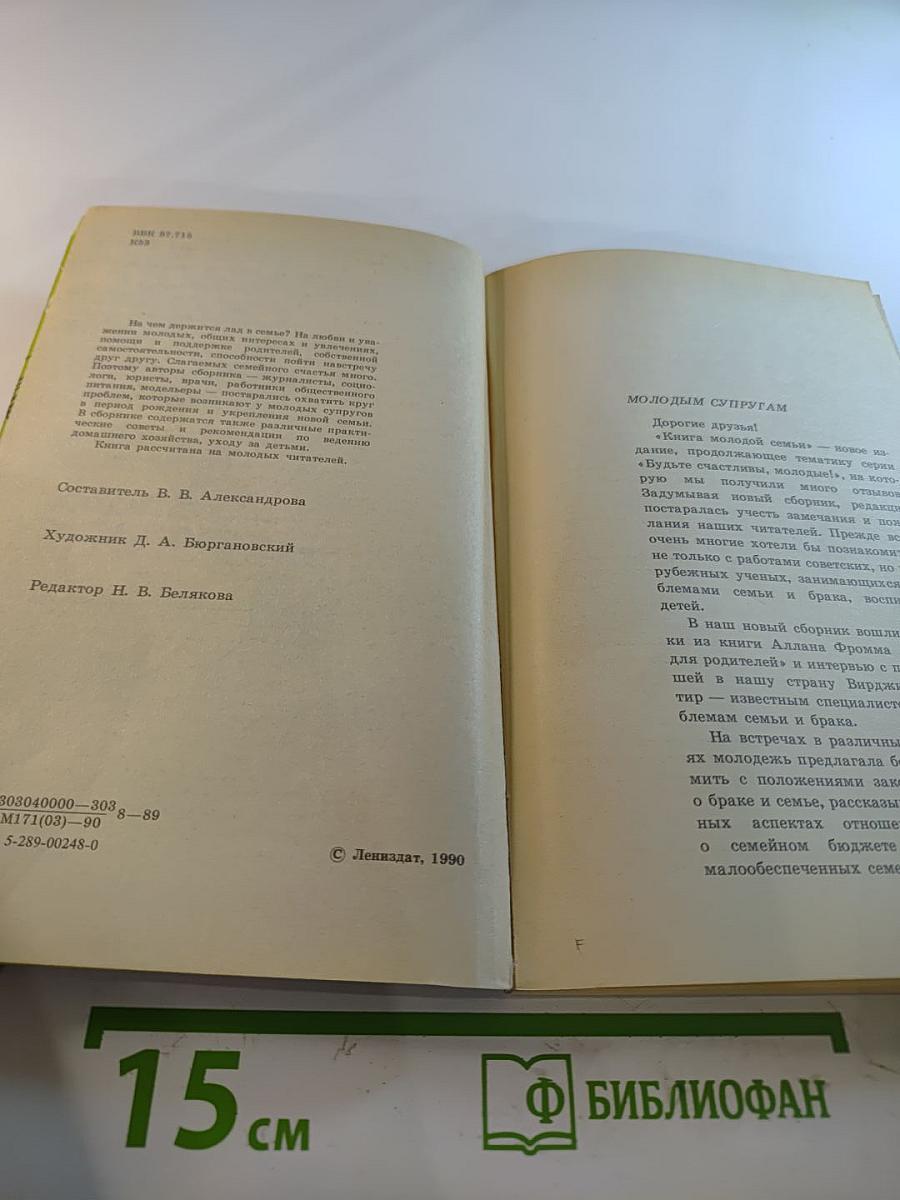 ББК 87.715
К53
На чем держится лад в семье? На любви и ува-
жении молодых, общих интересах и увлечениях,
помощи и поддержке родителей, собственной
самостоятельности, способности пойти навстречу
друг другу. Слагаемых семейного счастья много.
Поэтому авторы сборника — журналисты, социо-
логи, юристы, врачи, работники общественного
питания, модельеры — постарались охватить круг
проблем, которые возникают у молодых супругов
в период рождения и укрепления новой семьи.
В сборнике содержатся также различные практи-
ческие советы и рекомендации по ведению
домашнего хозяйства, уходу за детьми.
Книга рассчитана на молодых читателей.
Составитель В. В. Александрова
Художник Д. А. Бюргановский
Редактор Н. В. Белякова
303040000—303
М171(03)—90
8—89
5-289-00248-0
© Лениздат, 1990
МОЛОДЫМ СУПРУГАМ
Дорогие друзья!
«Книга молодой семьи» — новое из-
дание, продолжающее тематику серии
«Будьте счастливы, молодые!», на кото-
рую мы получили много отзывов
Задумывая новый сборник, редакци
постаралась учесть замечания и пож
лания наших читателей. Прежде вс
очень многие хотели бы познакоми
не только с работами советских, но
рубежных ученых, занимающихся
блемами семьи и брака, воспи
детей.
В наш новый сборник вошли
ки из книги Аллана Фромма
для родителей» и интервью с п
шей в нашу страну Вирджи
тир — известным специалисто
блемам семьи и брака.
На встречах в различны
ях молодежь предлагала бо
мить с положениями зако
о браке и семье, рассказы
ных аспектах отноше
о семейном бюджете
малообеспеченных семе
F
15 см
Ф БИБЛИОФАН